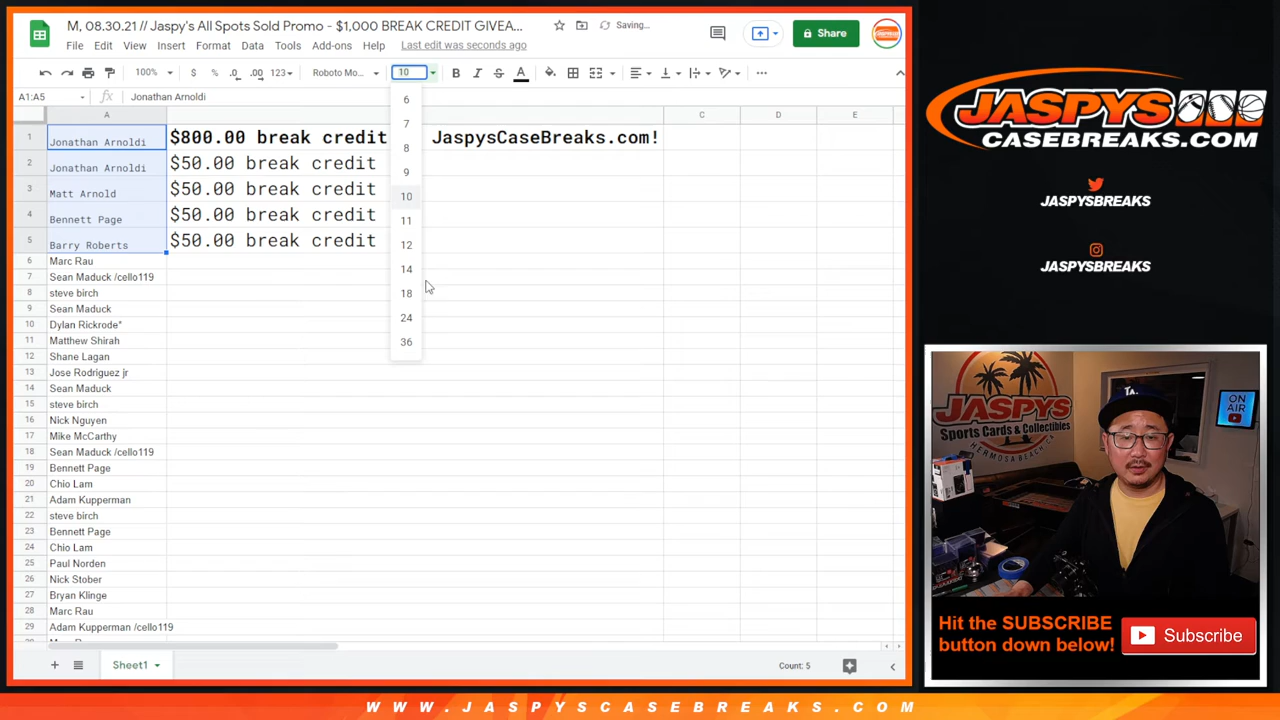 M, 08.30.21 // Jaspy's All Spots Sold Promo - $1,000 BREAK CREDIT GIVEA...
Saving...
Share
File Edit View Insert Format Data Tools Add-ons Help Last edit was seconds ago
100% $ % .0 .00 123 Roboto Mo... 10 B I S A
A1:A5 fx Jonathan Arnoldi
A C D E
1 Jonathan Arnoldi $800.00 break credit JaspysCaseBreaks.com!
2 Jonathan Arnoldi $50.00 break credit
3 Matt Arnold $50.00 break credit
4 Bennett Page $50.00 break credit
5 Barry Roberts $50.00 break credit
6 Marc Rau
7 Sean Maduck /cello119
8 steve birch
9 Sean Maduck
10 Dylan Rickrode*
11 Matthew Shirah
12 Shane Lagan
13 Jose Rodriguez jr
14 Sean Maduck
15 steve birch
16 Nick Nguyen
17 Mike McCarthy
18 Sean Maduck /cello119
19 Bennett Page
20 Chio Lam
21 Adam Kupperman
22 steve birch
23 Bennett Page
24 Chio Lam
25 Paul Norden
26 Nick Stober
27 Bryan Klinge
28 Marc Rau
29 Adam Kupperman /cello119
6
7
8
9
10
11
12
14
18
24
36
Sheet1
Count: 5
JASPYS
CASEBREAKS.COM
JASPYSBREAKS
JASPYSBREAKS
JASPYS
Sports Cards & Collectibles
HERMOSA BEACH, CA
ON
AIR
LA
Hit the SUBSCRIBE
button down below!
Subscribe
WWW.JASPYSCASEBREAKS.COM